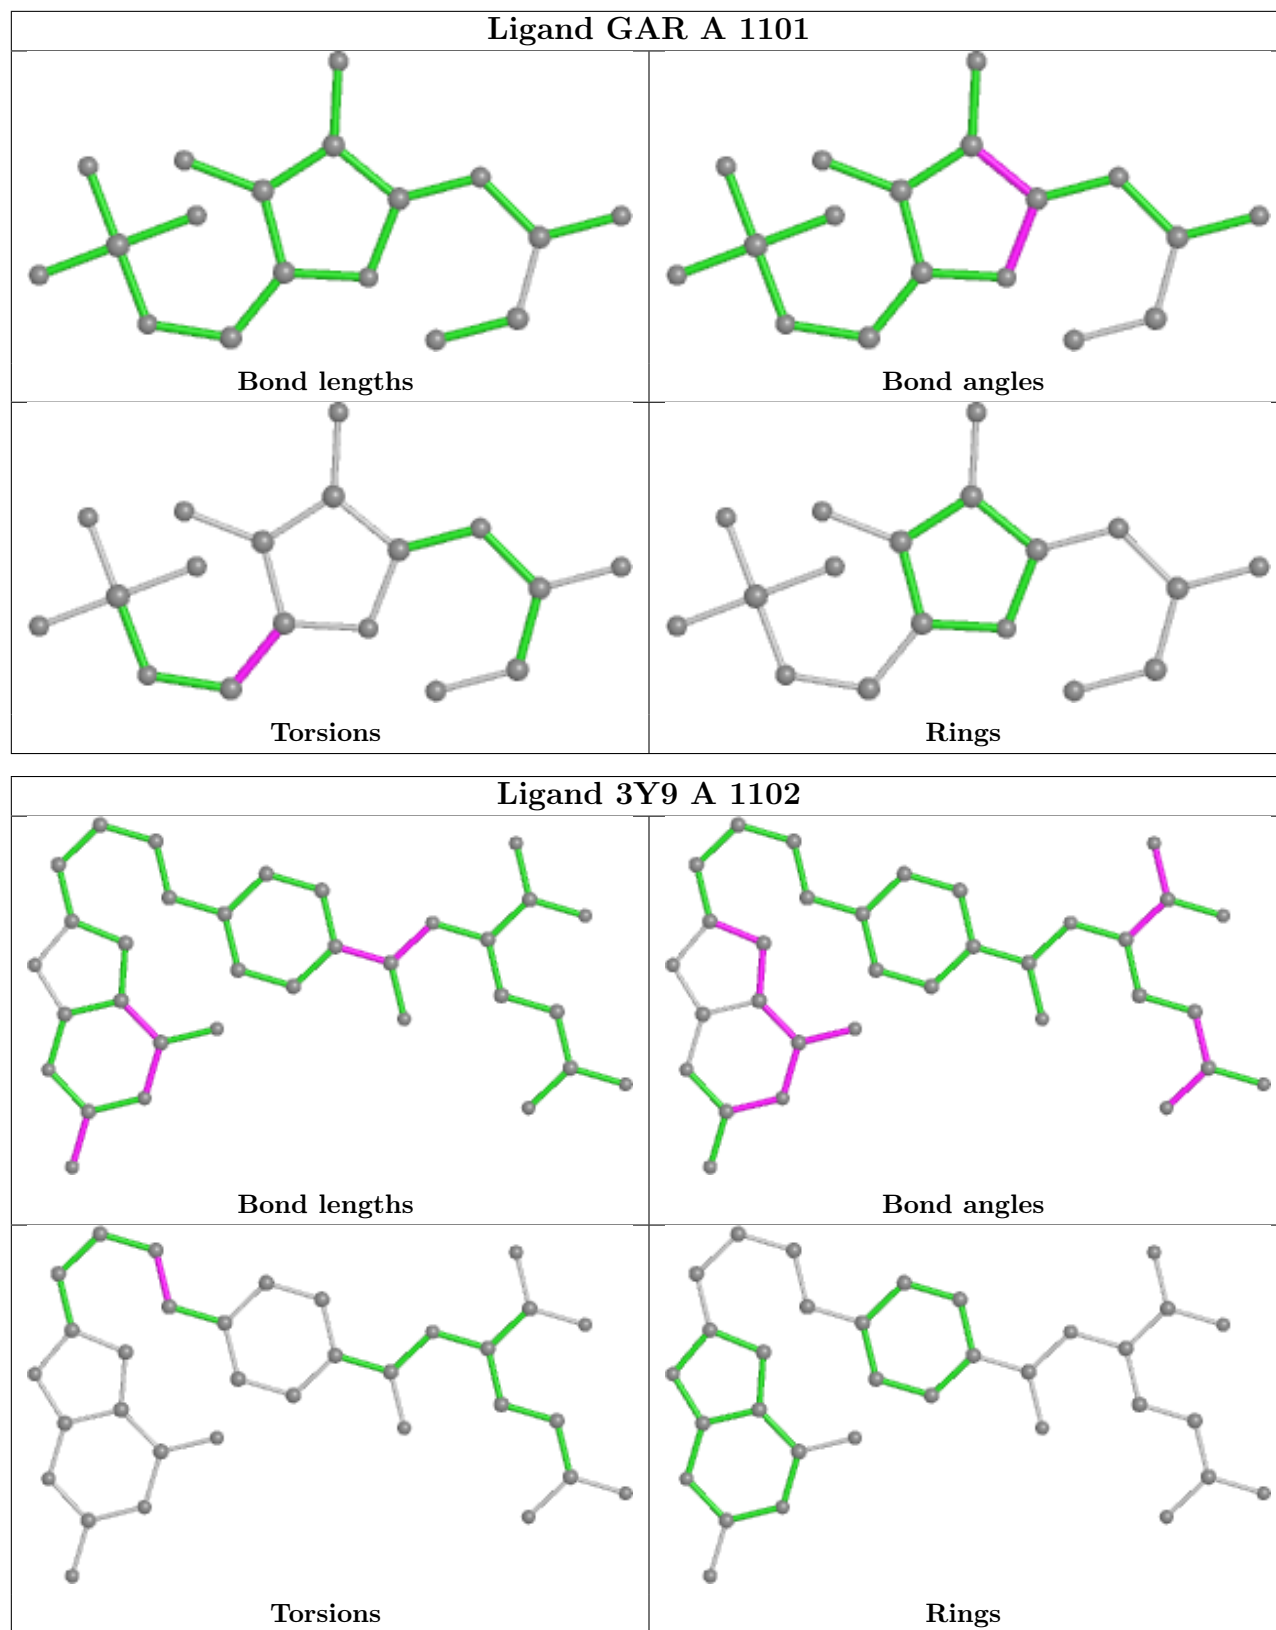 Ligand GAR A 1101
Bond lengths
Bond angles
Torsions
Rings
Ligand 3Y9 A 1102
Bond lengths
Bond angles
Torsions
Rings